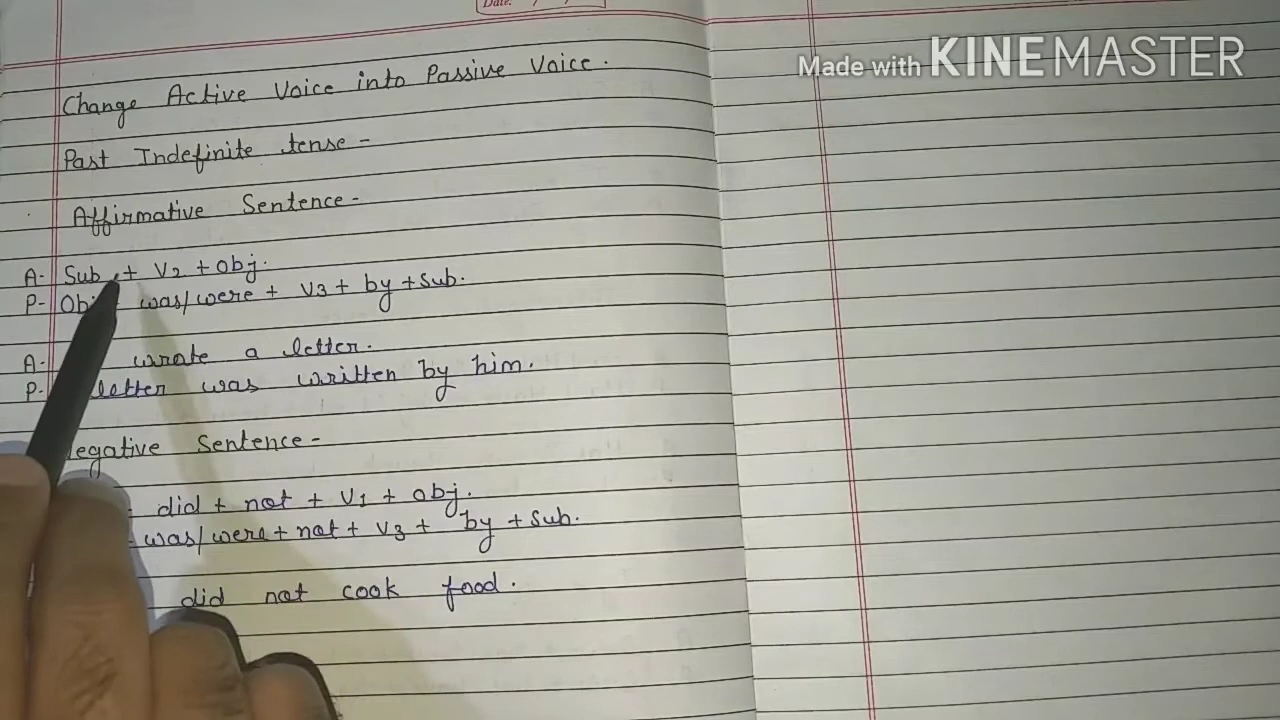 Date:
Made with KINEMASTER
Change Active Voice into Passive Voice.
Past Indefinite tense -
Affirmative Sentence -
A- Sub + V2 + Obj.
P- Obj was/were + V3 + by + Sub.
A- wrote a letter.
P- letter was written by him.
egative Sentence -
did + not + V1 + obj.
was/were + not + V3 + by + Sub.
did not cook food.